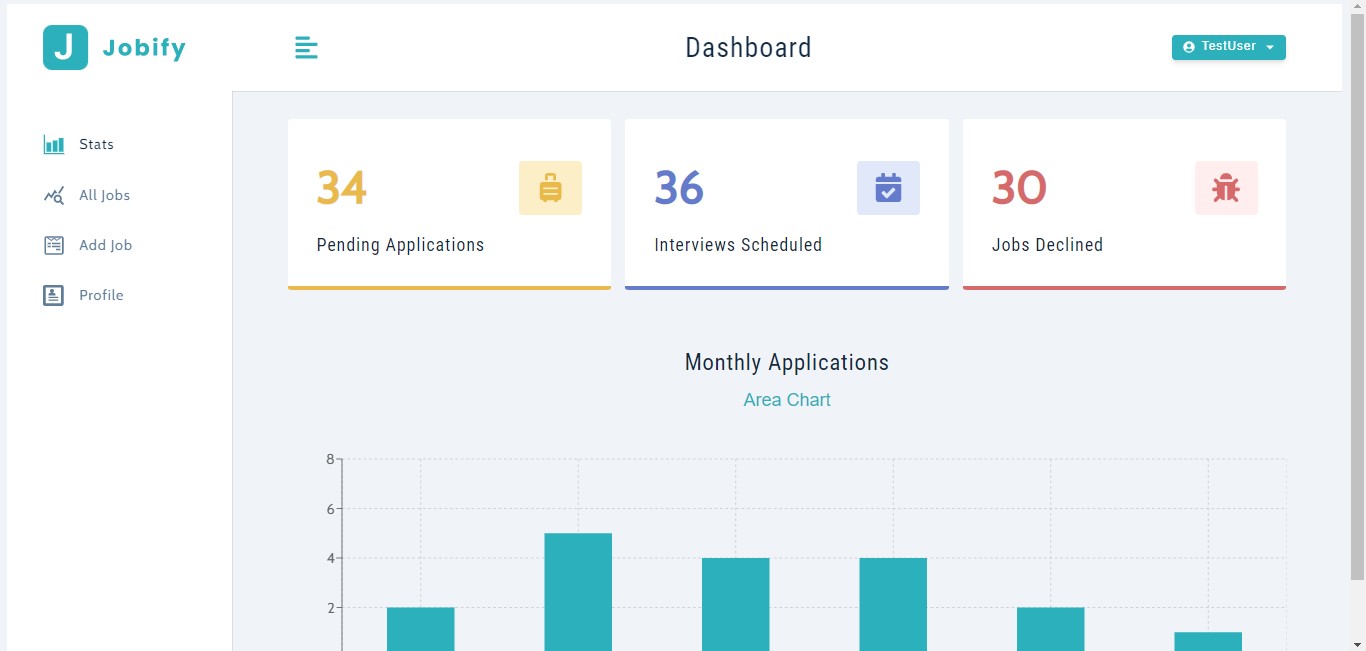 J Jobify
Dashboard
TestUser
Stats
All Jobs
Add Job
Profile
34
Pending Applications
36
Interviews Scheduled
30
Jobs Declined
Monthly Applications
Area Chart
8
6
4
2